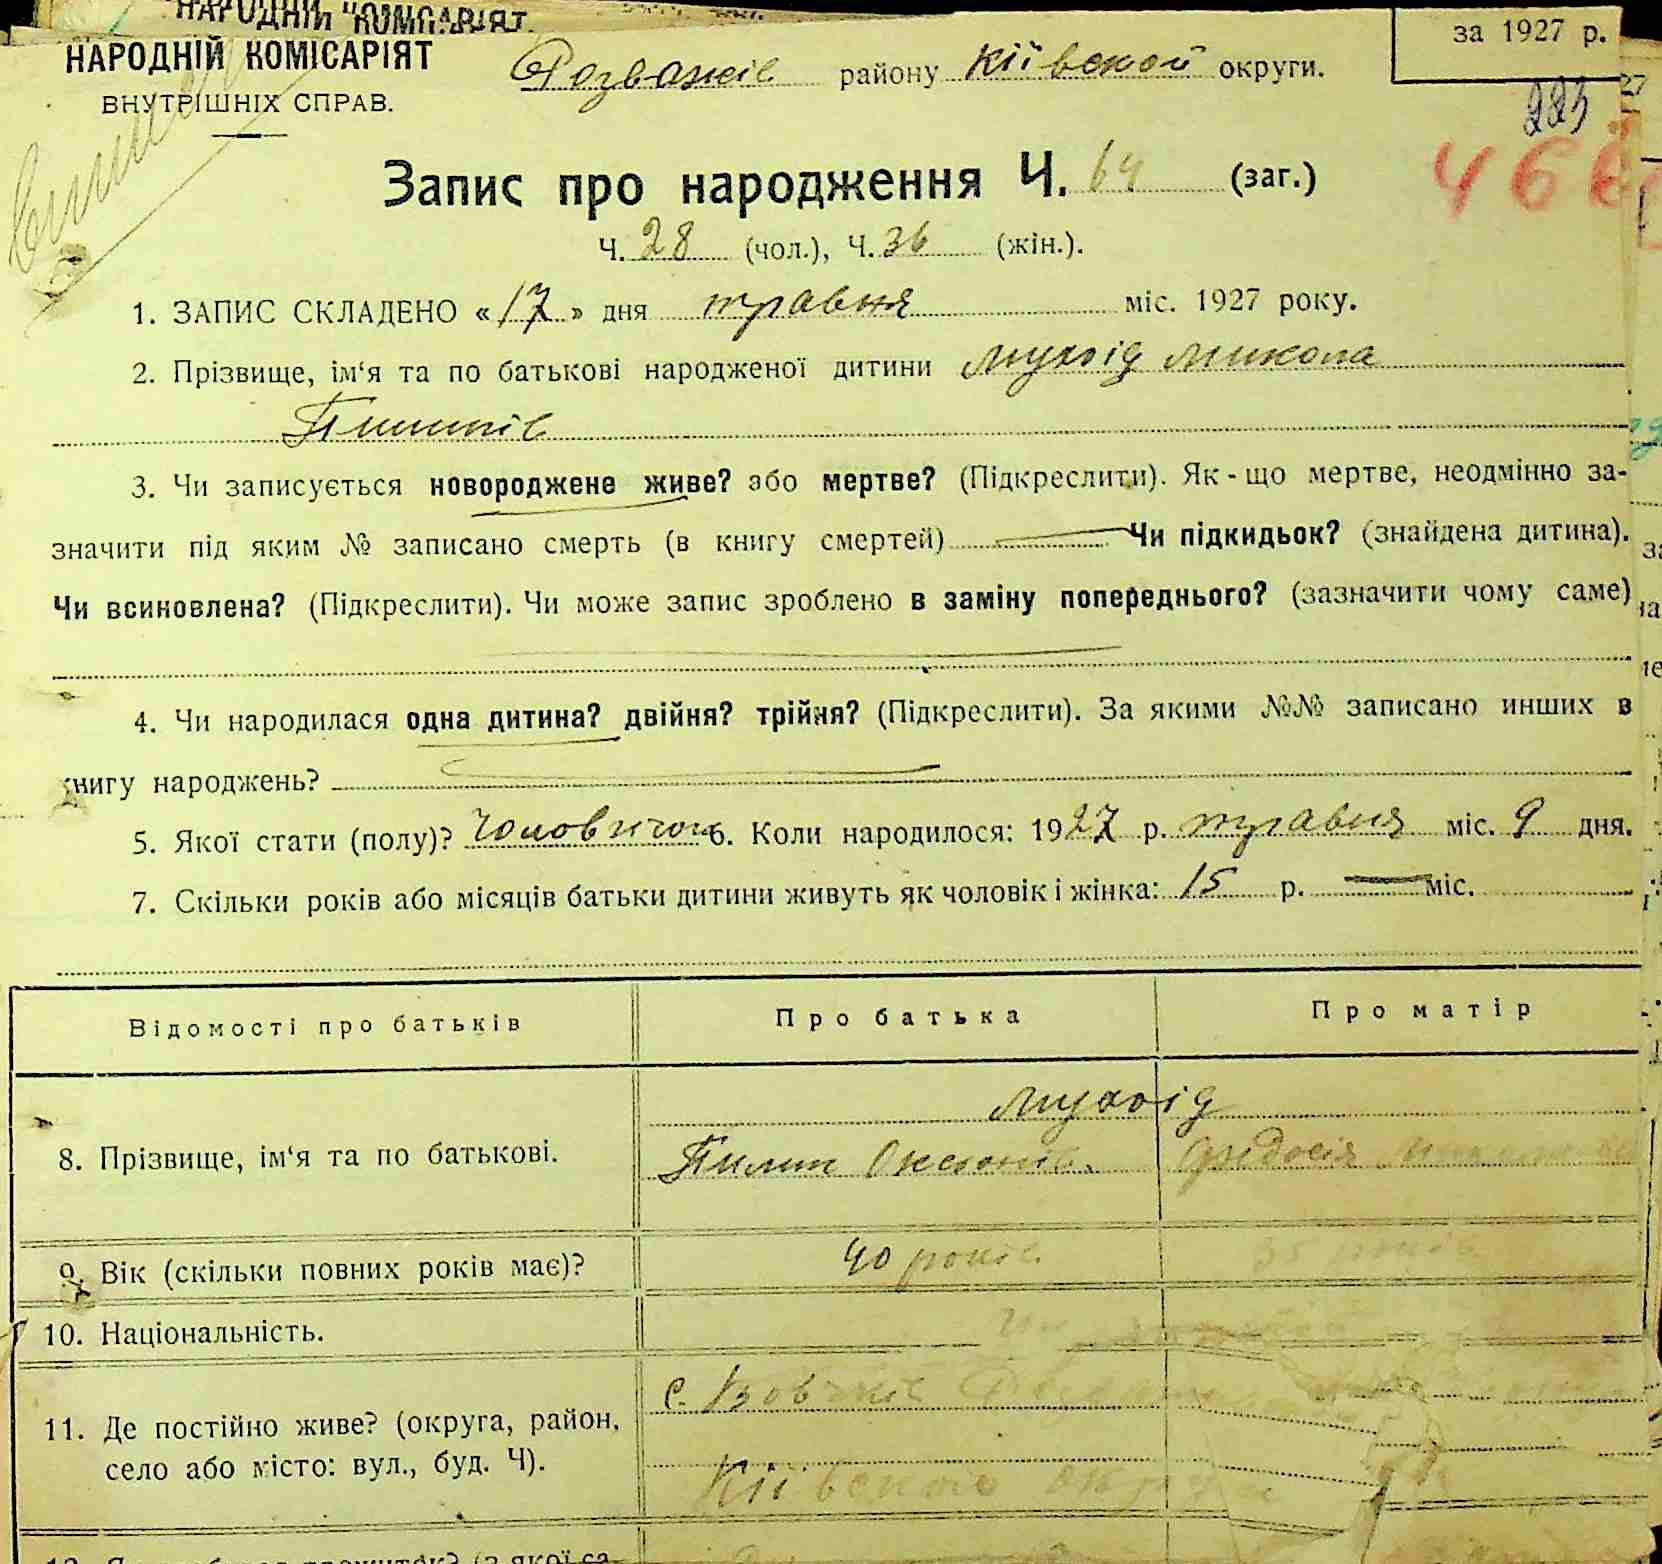 НАРОДНІЙ КОМІСАРІЯТ
НАРОДНІЙ КОМІСАРІЯТ
ВНУТРІШНІХ СПРАВ.
Розважів району Київской округи.
за 1927 р.
223
466
Запис про народження Ч. 64 (заг.)
Ч. 28 (чол.), Ч. 36 (жін.).
1. ЗАПИС СКЛАДЕНО «17» дня травня міс. 1927 року.
2. Прізвище, ім‘я та по батькові народженої дитини Мухоїд Микола
Пилипів
3. Чи записується новороджене живе? або мертве? (Підкреслити). Як-що мертве, неодмінно за-
значити під яким № записано смерть (в книгу смертей) Чи підкидьок? (знайдена дитина).
Чи всиновлена? (Підкреслити). Чи може запис зроблено в заміну попереднього? (зазначити чому саме)
4. Чи народилася одна дитина? двійня? трійня? (Підкреслити). За якими №№ записано инших в
книгу народжень?
5. Якої стати (полу)? Чоловічої 6. Коли народилося: 1927 р. травня міс. 9 дня.
7. Скільки років або місяців батьки дитини живуть як чоловік і жінка: 15 р. — міс.
Відомості про батьків Про батька Про матір
Мухоїд
8. Прізвище, ім‘я та по батькові. Пилип Оксентів. Федосія
9. Вік (скільки повних років має)? 40 років 35 років
10. Національність.
11. Де постійно живе? (округа, район, с.
село або місто: вул., буд. Ч). Київської округи